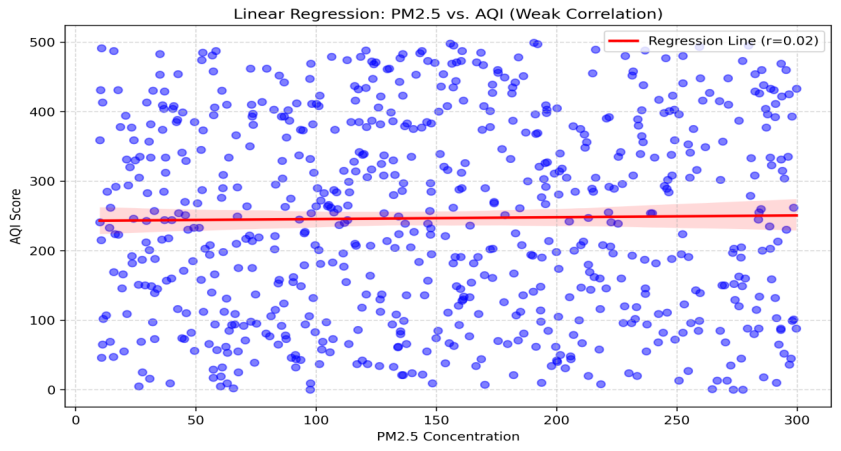 Linear Regression: PM2.5 vs. AQI (Weak Correlation)
Regression Line (r=0.02)
AQI Score
500
400
300
200
100
0
0 50 100 150 200 250 300
PM2.5 Concentration